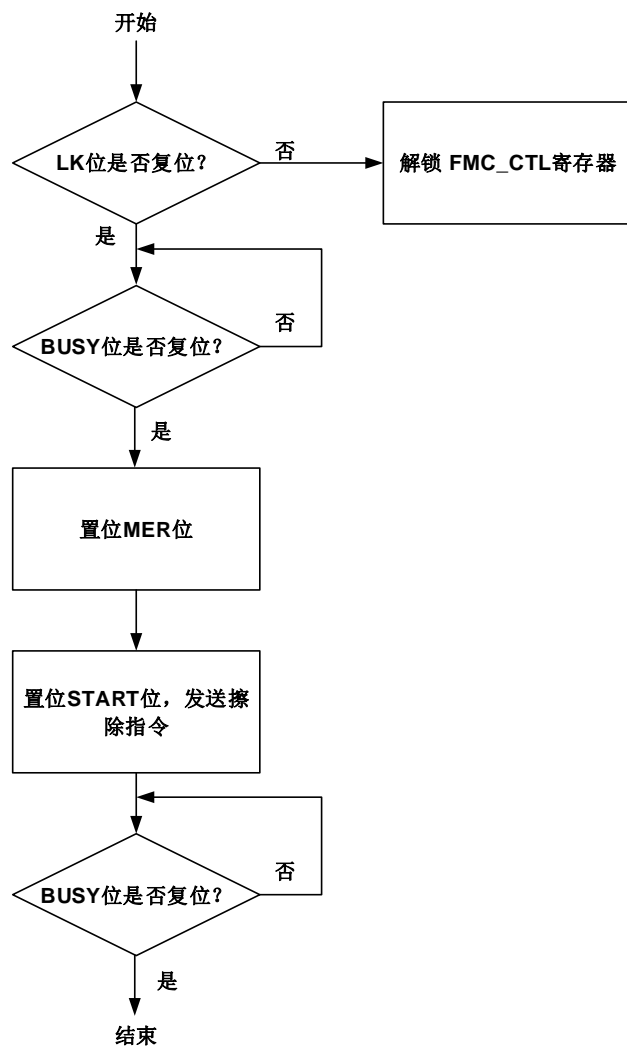 开始
LK位是否复位？
否
解锁 FMC_CTL寄存器
是
否
BUSY位是否复位？
是
置位MER位
置位START位，发送擦
除指令
否
BUSY位是否复位？
是
结束